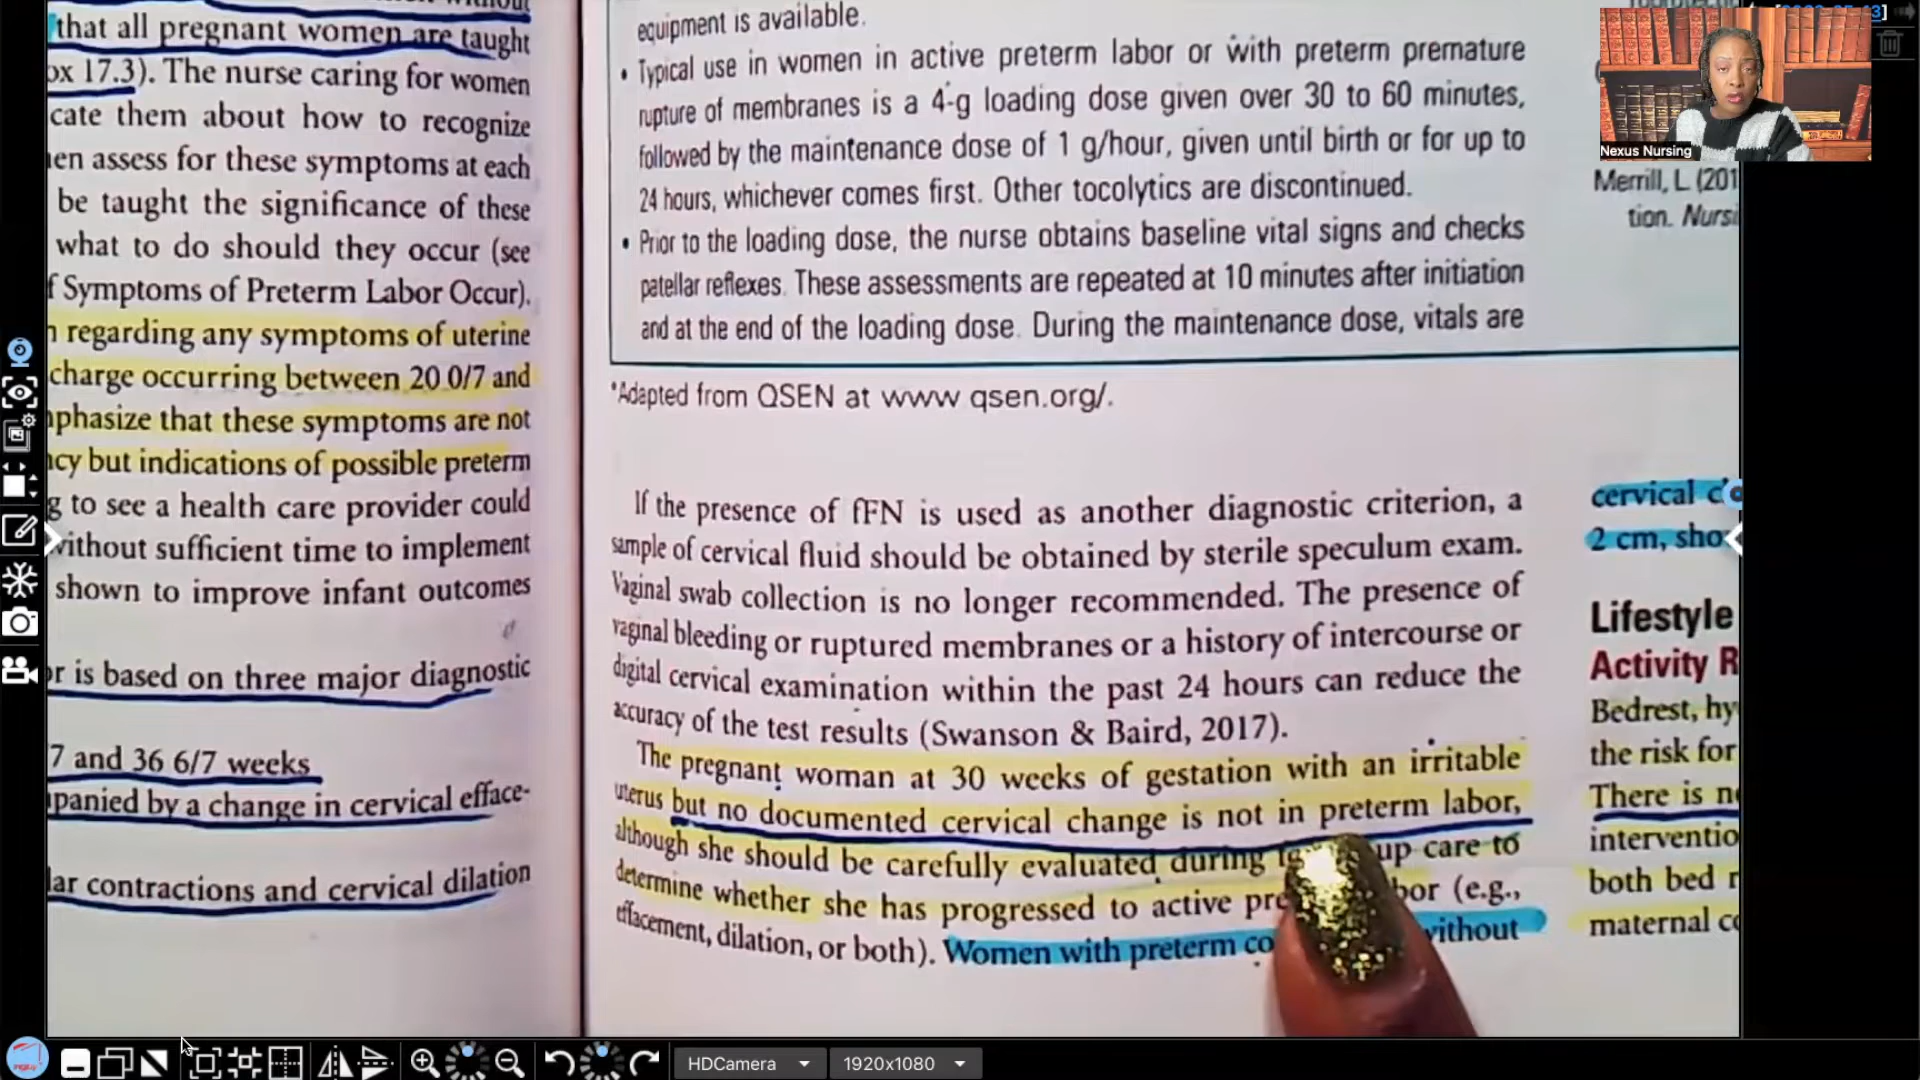 that all pregnant women are taught
ox 17.3). The nurse caring for women
cate them about how to recognize
en assess for these symptoms at each
be taught the significance of these
what to do should they occur (see
f Symptoms of Preterm Labor Occur).
regarding any symptoms of uterine
charge occurring between 20 0/7 and
phasize that these symptoms are not
cy but indications of possible preterm
g to see a health care provider could
without sufficient time to implement
shown to improve infant outcomes
r is based on three major diagnostic
7 and 36 6/7 weeks
panied by a change in cervical efface-
lar contractions and cervical dilation
equipment is available.
• Typical use in women in active preterm labor or with preterm premature
rupture of membranes is a 4-g loading dose given over 30 to 60 minutes,
followed by the maintenance dose of 1 g/hour, given until birth or for up to
24 hours, whichever comes first. Other tocolytics are discontinued.
• Prior to the loading dose, the nurse obtains baseline vital signs and checks
patellar reflexes. These assessments are repeated at 10 minutes after initiation
and at the end of the loading dose. During the maintenance dose, vitals are
*Adapted from QSEN at www qsen.org/.
If the presence of fFN is used as another diagnostic criterion, a
sample of cervical fluid should be obtained by sterile speculum exam.
Vaginal swab collection is no longer recommended. The presence of
vaginal bleeding or ruptured membranes or a history of intercourse or
digital cervical examination within the past 24 hours can reduce the
accuracy of the test results (Swanson & Baird, 2017).
The pregnant woman at 30 weeks of gestation with an irritable
uterus but no documented cervical change is not in preterm labor,
although she should be carefully evaluated during up care to
determine whether she has progressed to active pre bor (e.g.,
effacement, dilation, or both). Women with preterm co without
Nexus Nursing
Merrill, L. (201
tion. Nursi
cervical c
2 cm, sho
Lifestyle
Activity R
Bedrest, hy
the risk for
There is n
interventio
both bed r
maternal c
HDCamera
1920x1080